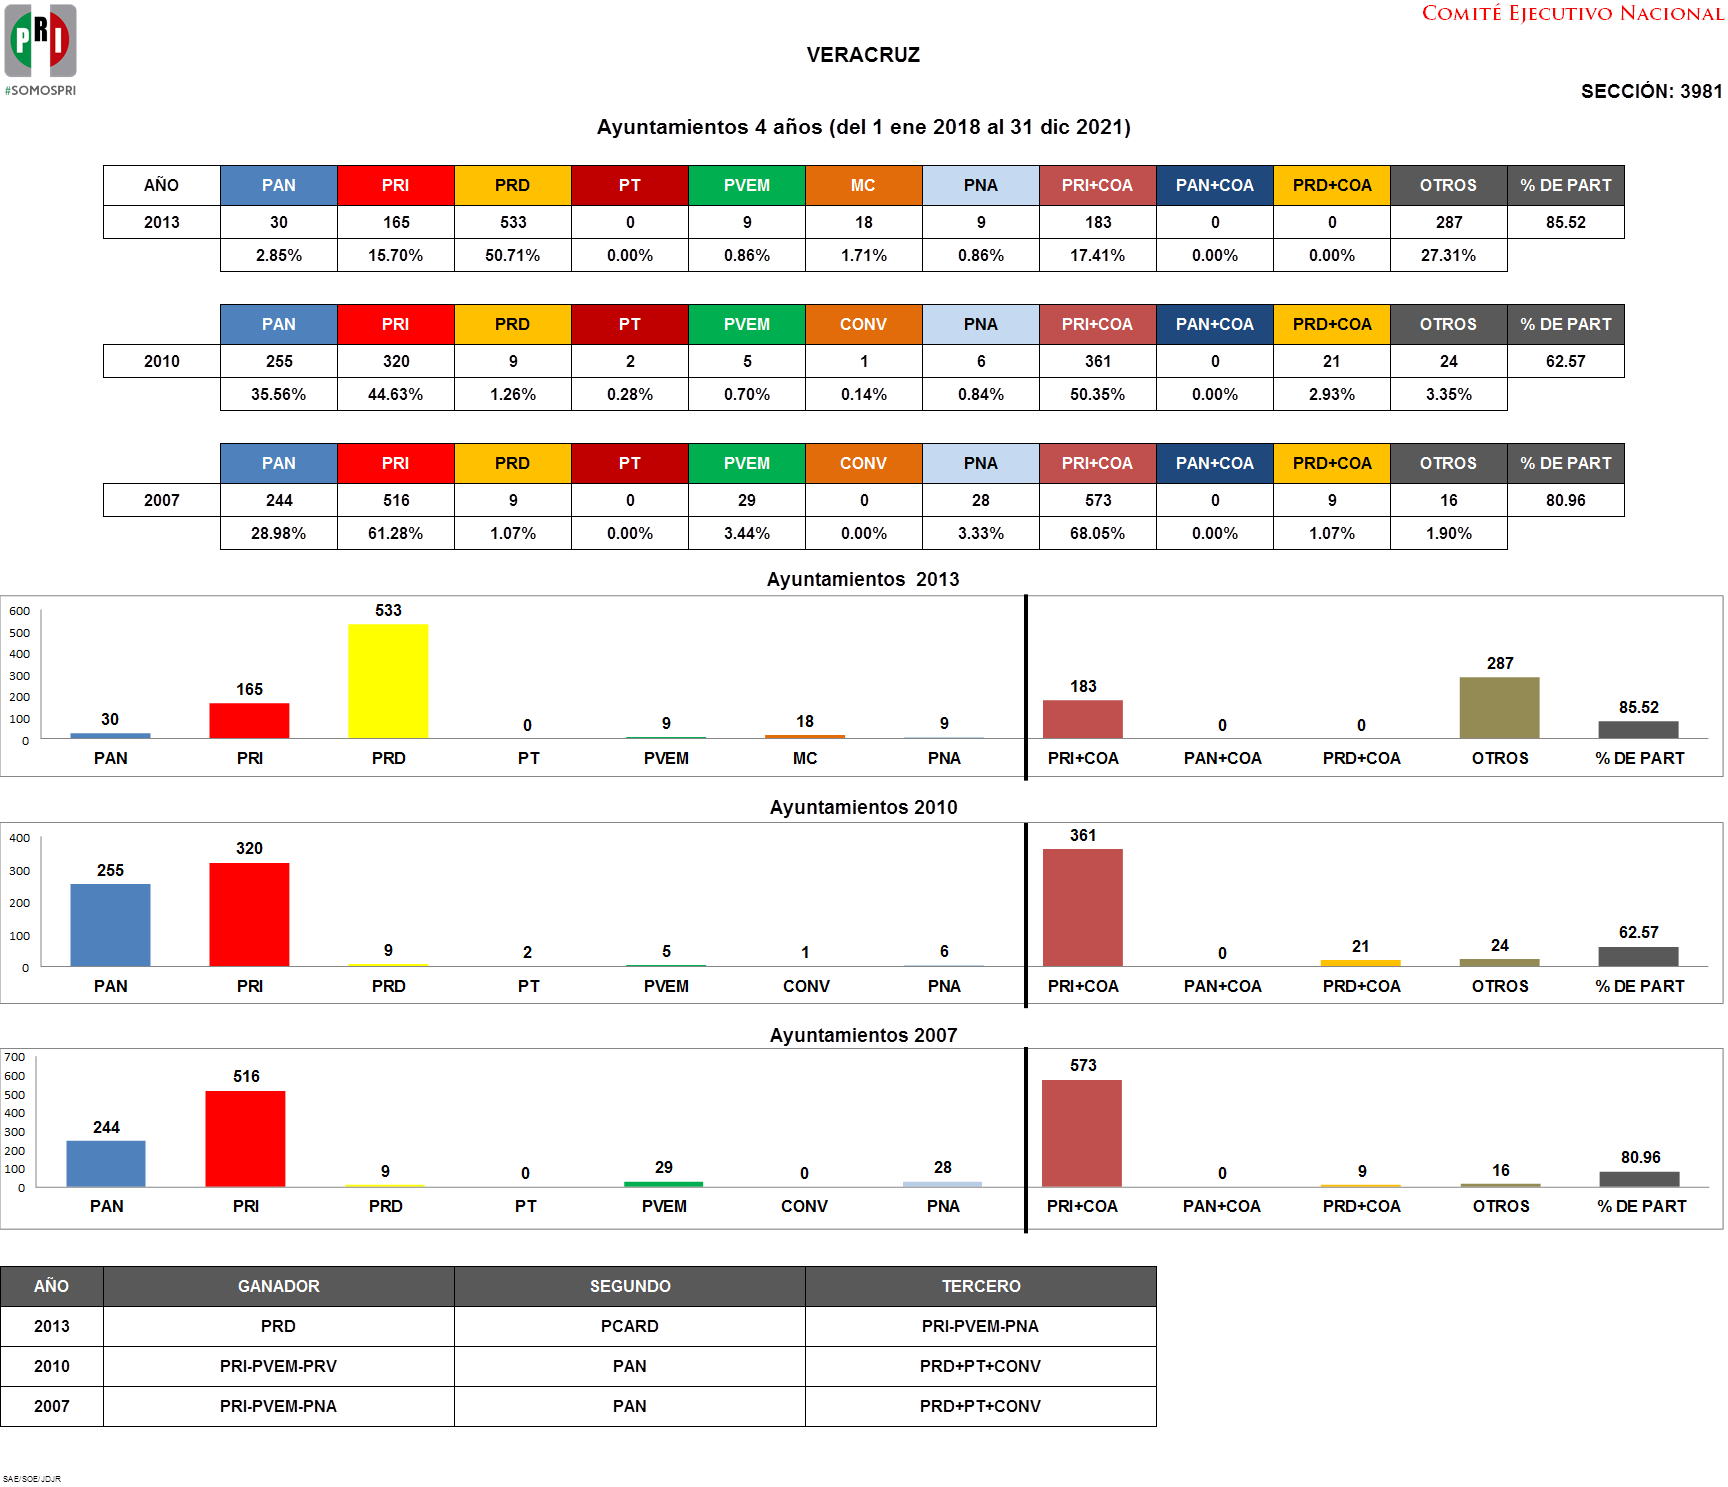 PRI
#SOMOSPRI
COMITÉ EJECUTIVO NACIONAL
VERACRUZ
SECCIÓN: 3981
Ayuntamientos 4 años (del 1 ene 2018 al 31 dic 2021)
AÑO PAN PRI PRD PT PVEM MC PNA PRI+COA PAN+COA PRD+COA OTROS % DE PART
2013 30 165 533 0 9 18 9 183 0 0 287 85.52
2.85% 15.70% 50.71% 0.00% 0.86% 1.71% 0.86% 17.41% 0.00% 0.00% 27.31%
PAN PRI PRD PT PVEM CONV PNA PRI+COA PAN+COA PRD+COA OTROS % DE PART
2010 255 320 9 2 5 1 6 361 0 21 24 62.57
35.56% 44.63% 1.26% 0.28% 0.70% 0.14% 0.84% 50.35% 0.00% 2.93% 3.35%
PAN PRI PRD PT PVEM CONV PNA PRI+COA PAN+COA PRD+COA OTROS % DE PART
2007 244 516 9 0 29 0 28 573 0 9 16 80.96
28.98% 61.28% 1.07% 0.00% 3.44% 0.00% 3.33% 68.05% 0.00% 1.07% 1.90%
Ayuntamientos 2013
600
500
400
300
200
100
0
30 165 533 0 9 18 9 183 0 0 287 85.52
PAN PRI PRD PT PVEM MC PNA PRI+COA PAN+COA PRD+COA OTROS % DE PART
Ayuntamientos 2010
400
300
200
100
0
255 320 9 2 5 1 6 361 0 21 24 62.57
PAN PRI PRD PT PVEM CONV PNA PRI+COA PAN+COA PRD+COA OTROS % DE PART
Ayuntamientos 2007
700
600
500
400
300
200
100
0
244 516 9 0 29 0 28 573 0 9 16 80.96
PAN PRI PRD PT PVEM CONV PNA PRI+COA PAN+COA PRD+COA OTROS % DE PART
AÑO GANADOR SEGUNDO TERCERO
2013 PRD PCARD PRI-PVEM-PNA
2010 PRI-PVEM-PRV PAN PRD+PT+CONV
2007 PRI-PVEM-PNA PAN PRD+PT+CONV
SAE/SOE/JDJR